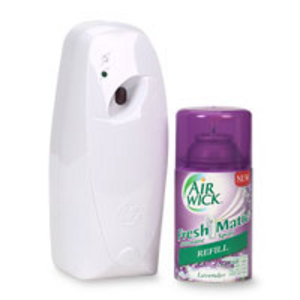 NEW
AIR
WICK
Fresh Matic
REFILL
Lavender